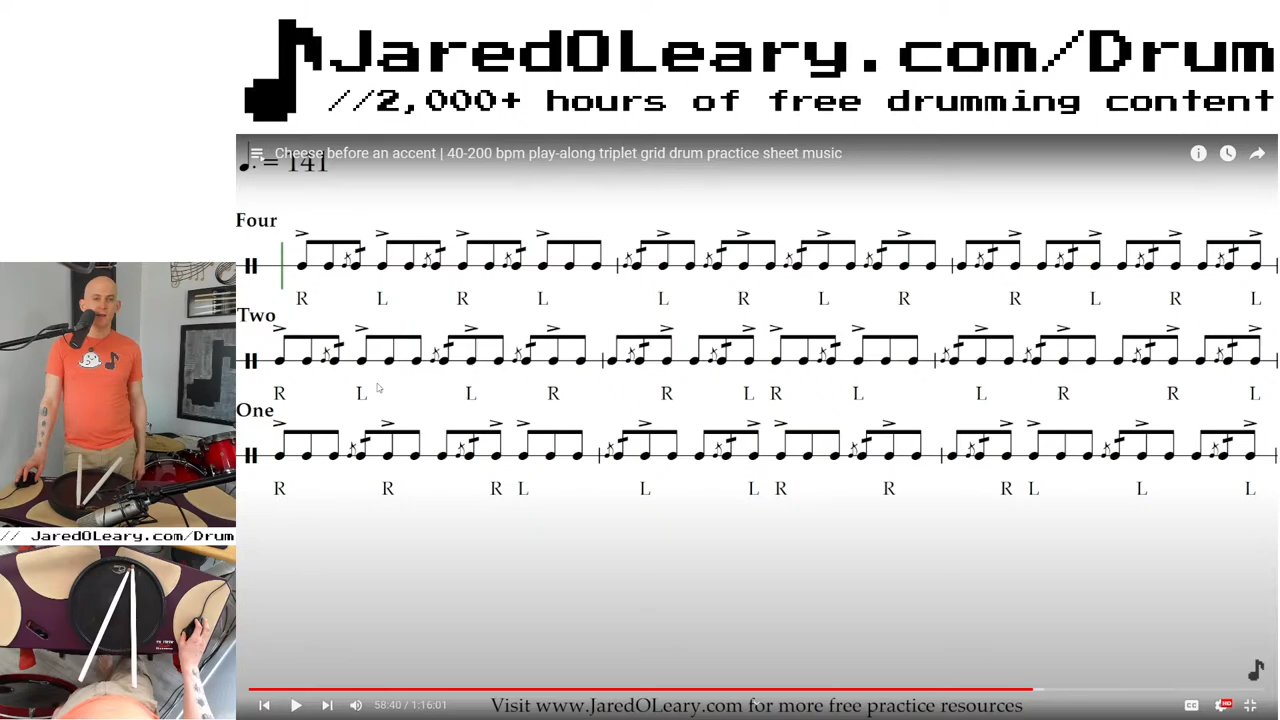 JaredOLeary.com/Drum
//2,000+ hours of free drumming content
Cheese before an accent | 40-200 bpm play-along triplet grid drum practice sheet music
♩. = 141
Four
R L R L L R L R R L R L
Two
R L L R R L R L L R R L
One
R R R L L L R R R L L L
// JaredOLeary.com/Drum
58:40 / 1:16:01
Visit www.JaredOLeary.com for more free practice resources
CC
HD